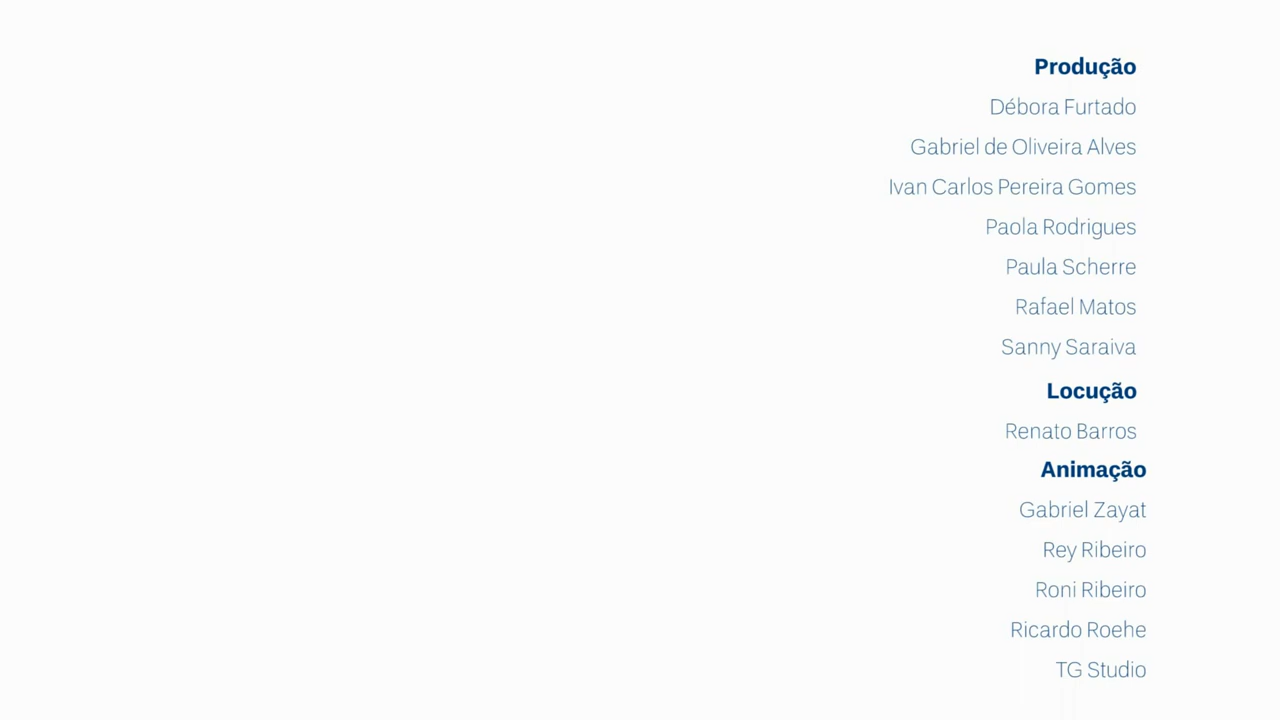 Produção
Débora Furtado
Gabriel de Oliveira Alves
Ivan Carlos Pereira Gomes
Paola Rodrigues
Paula Scherre
Rafael Matos
Sanny Saraiva
Locução
Renato Barros
Animação
Gabriel Zayat
Rey Ribeiro
Roni Ribeiro
Ricardo Roehe
TG Studio